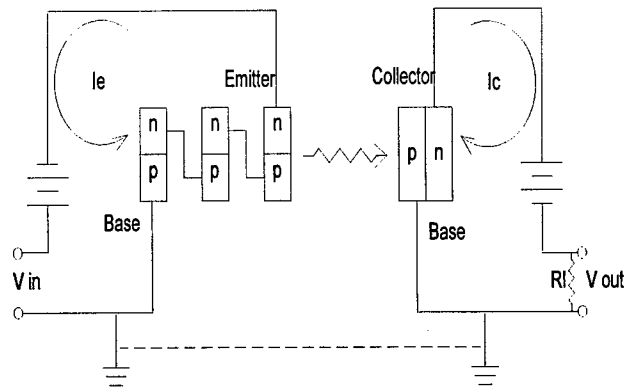 Ie
Emitter
Collector
Ic
n
n
n
p
n
p
p
p
Base
Base
V in
Rl
V out